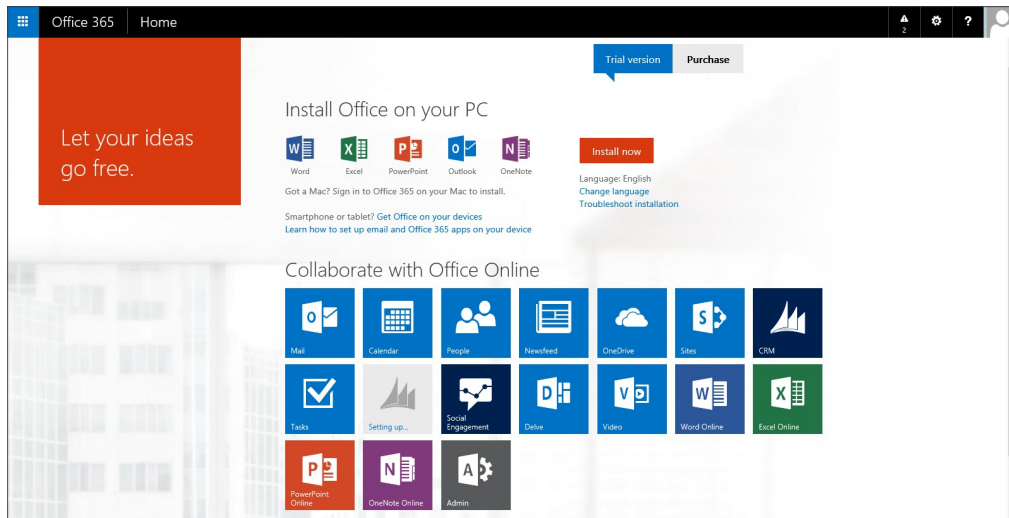 Office 365 Home
2
?
Trial version Purchase
Let your ideas
go free.
Install Office on your PC
Word Excel PowerPoint Outlook OneNote
Install now
Got a Mac? Sign in to Office 365 on your Mac to install.
Language: English
Change language
Troubleshoot installation
Smartphone or tablet? Get Office on your devices
Learn how to set up email and Office 365 apps on your device
Collaborate with Office Online
Mail Calendar People Newsfeed OneDrive Sites CRM
Tasks Setting up... Social
Engagement Delve Video Word Online Excel Online
PowerPoint
Online OneNote Online Admin